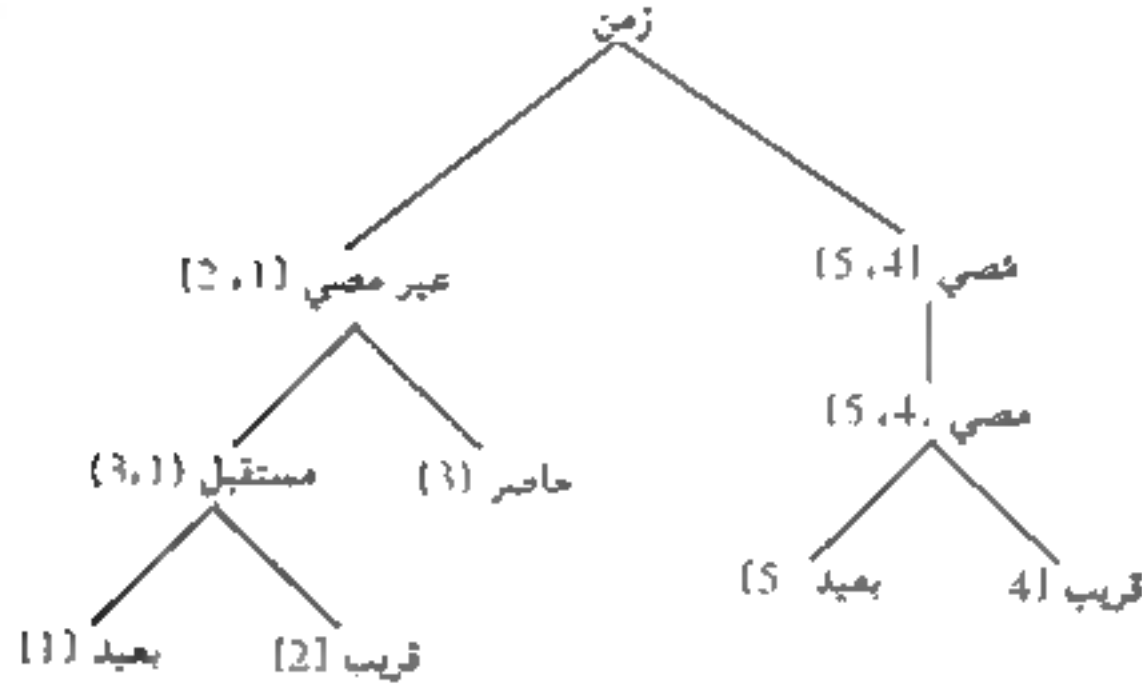 زمن
مضي [4، 5]
غير مضي [1، 2]
مضي [4، 5]
مستقبل (1، 3)
حاضر (3)
قريب [4
بعيد 5]
قريب [2]
بعيد [1]